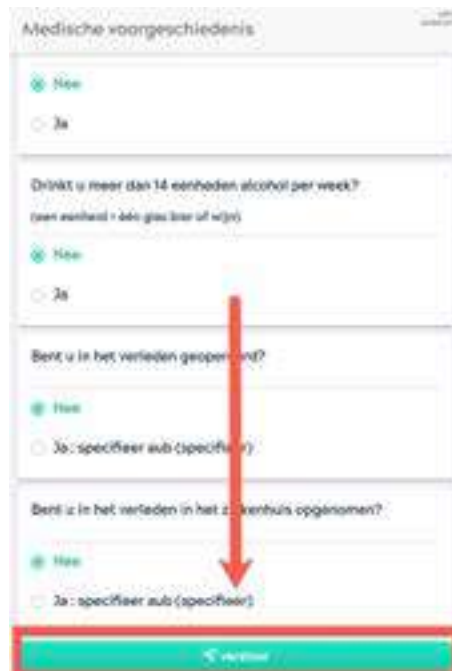 Medische voorgeschiedenis
Nee
Ja
Drinkt u meer dan 14 eenheden alcohol per week?
(een eenheid = één glas bier of wijn)
Nee
Ja
Bent u in het verleden geopereerd?
Nee
Ja : specifieer aub (specifieer)
Bent u in het verleden in het ziekenhuis opgenomen?
Nee
Ja : specifieer aub (specifieer)